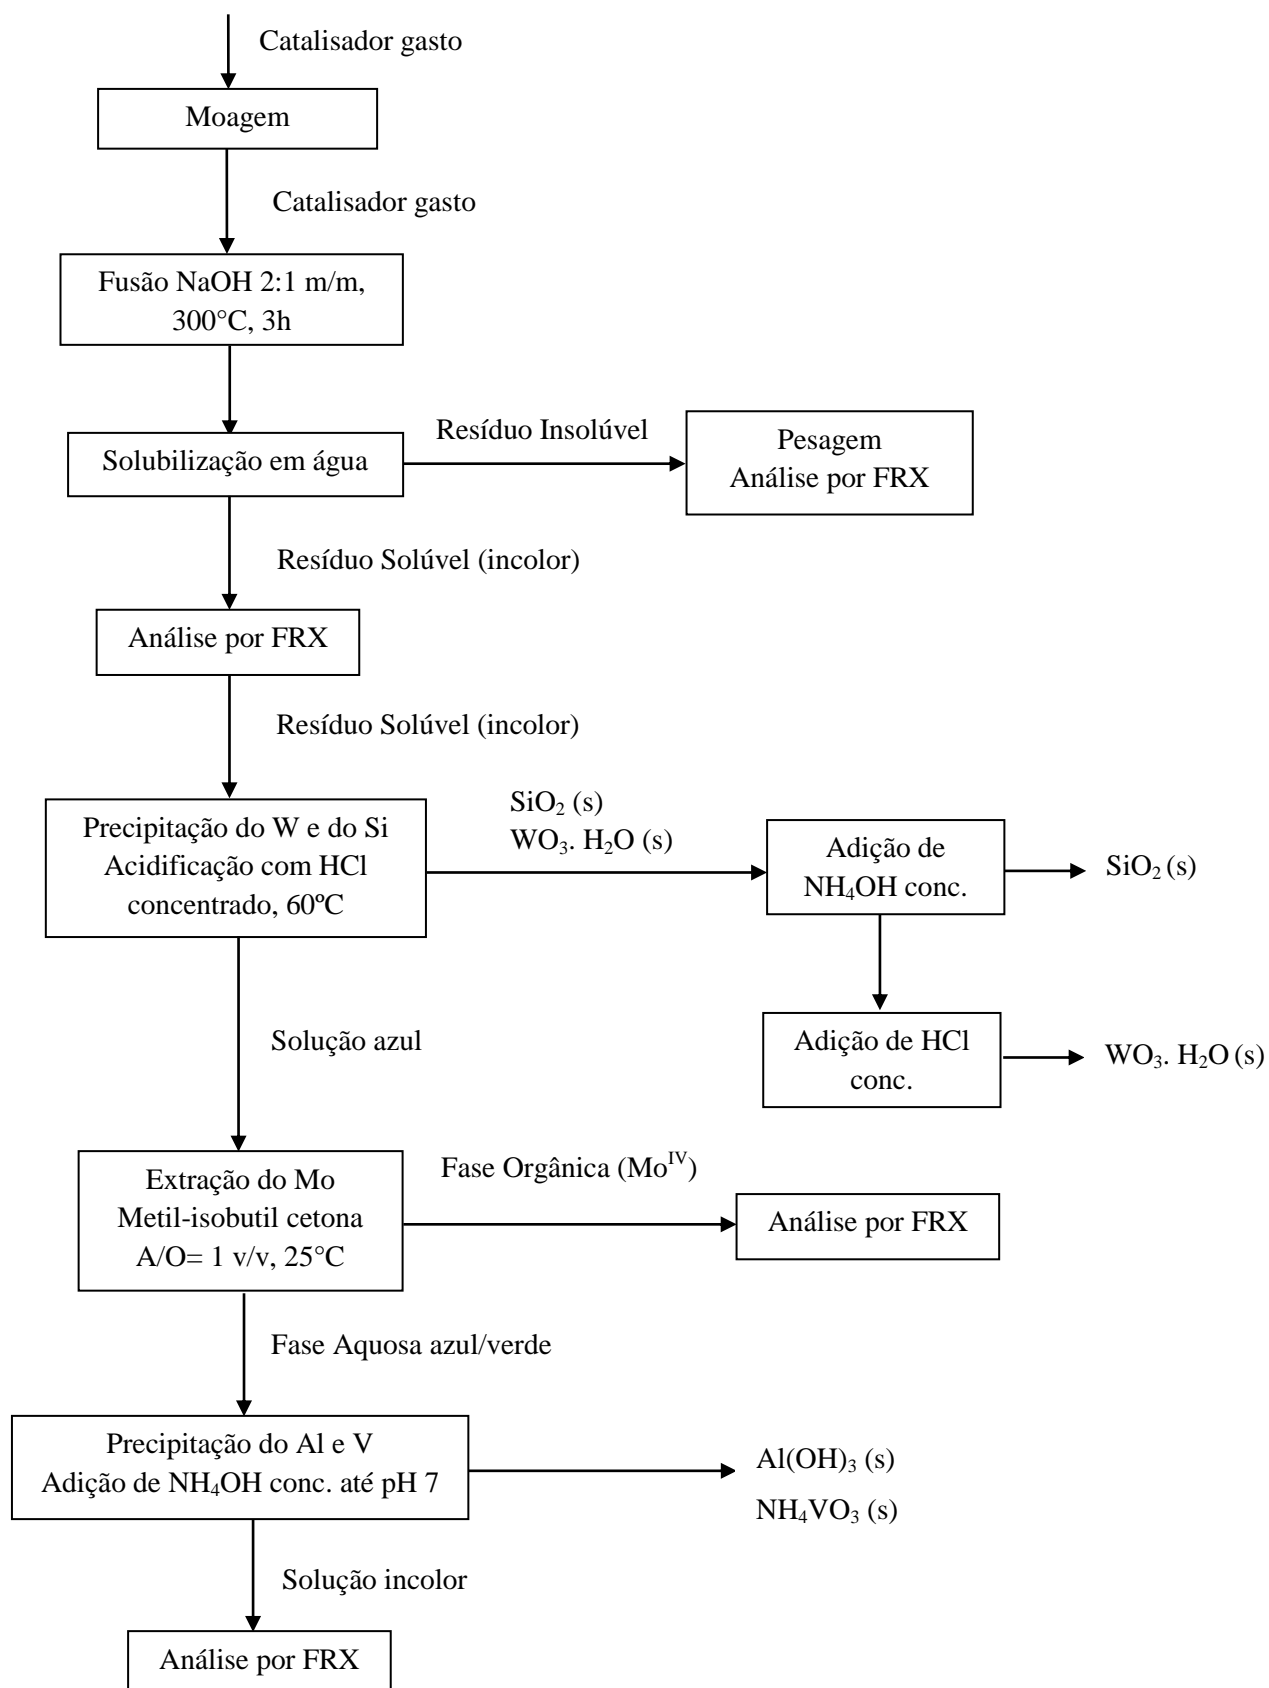 Catalisador gasto
Moagem
Catalisador gasto
Fusão NaOH 2:1 m/m,
300°C, 3h
Solubilização em água
Resíduo Insolúvel
Pesagem
Análise por FRX
Resíduo Solúvel (incolor)
Análise por FRX
Resíduo Solúvel (incolor)
Precipitação do W e do Si
Acidificação com HCl
concentrado, 60ºC
SiO₂ (s)
WO₃. H₂O (s)
Adição de
NH₄OH conc.
SiO₂ (s)
Adição de HCl
conc.
WO₃. H₂O (s)
Solução azul
Extração do Mo
Metil-isobutil cetona
A/O= 1 v/v, 25°C
Fase Orgânica (Moᴵⱽ)
Análise por FRX
Fase Aquosa azul/verde
Precipitação do Al e V
Adição de NH₄OH conc. até pH 7
Al(OH)₃ (s)
NH₄VO₃ (s)
Solução incolor
Análise por FRX